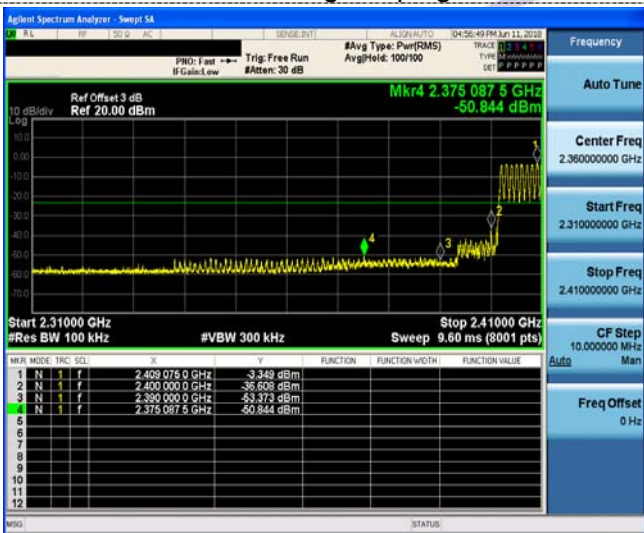 Agilent Spectrum Analyzer - Swept SA
RL RF 50 Ω AC SENSE:INT ALIGN AUTO 04:56:49 PM Jun 11, 2018
#Avg Type: Pwr(RMS) TRACE 1 2 3 4 5 6
PNO: Fast Trig: Free Run Avg|Hold: 100/100 TYPE M
IFGain:Low #Atten: 30 dB DET P P P P P P
Mkr4 2.375 087 5 GHz
-50.844 dBm
Ref Offset 3 dB
10 dB/div Ref 20.00 dBm
Log
10.0
0.00
-10.0
-20.0
-30.0
-40.0
-50.0
-60.0
-70.0
1
2
3
4
Start 2.31000 GHz Stop 2.41000 GHz
#Res BW 100 kHz #VBW 300 kHz Sweep 9.60 ms (8001 pts)
MKR MODE TRC SCL X Y FUNCTION FUNCTION WIDTH FUNCTION VALUE
1 N 1 f 2.409 075 0 GHz -3.349 dBm
2 N 1 f 2.400 000 0 GHz -36.608 dBm
3 N 1 f 2.390 000 0 GHz -53.373 dBm
4 N 1 f 2.375 087 5 GHz -50.844 dBm
5
6
7
8
9
10
11
12
MSG STATUS
Frequency
Auto Tune
Center Freq
2.360000000 GHz
Start Freq
2.310000000 GHz
Stop Freq
2.410000000 GHz
CF Step
10.000000 MHz
Auto Man
Freq Offset
0 Hz